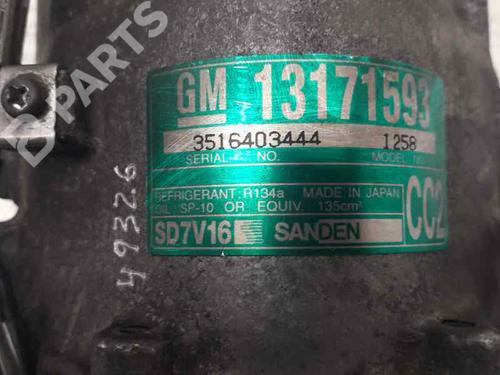 GM 13171593
3516403444 1258
SERIAL NO. MODEL NO.
REFRIGERANT: R134a MADE IN JAPAN
OIL SP-10 OR EQUIV. 135cm³
SD7V16 SANDEN CC2
49326
B PARTS